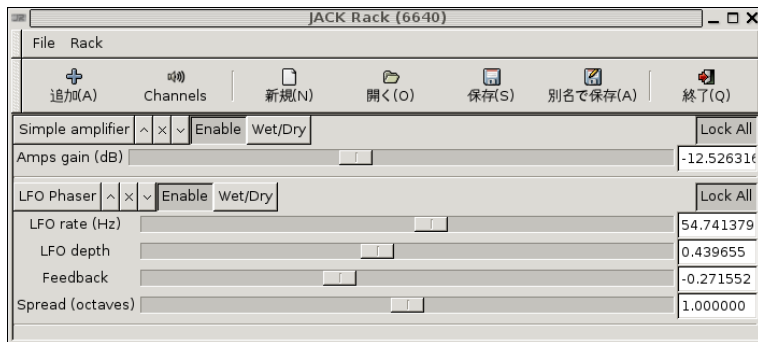 JACK Rack (6640)
File Rack
追加(A) Channels 新規(N) 開く(O) 保存(S) 別名で保存(A) 終了(Q)
Simple amplifier Enable Wet/Dry Lock All
Amps gain (dB) -12.526316
LFO Phaser Enable Wet/Dry Lock All
LFO rate (Hz) 54.741379
LFO depth 0.439655
Feedback -0.271552
Spread (octaves) 1.000000